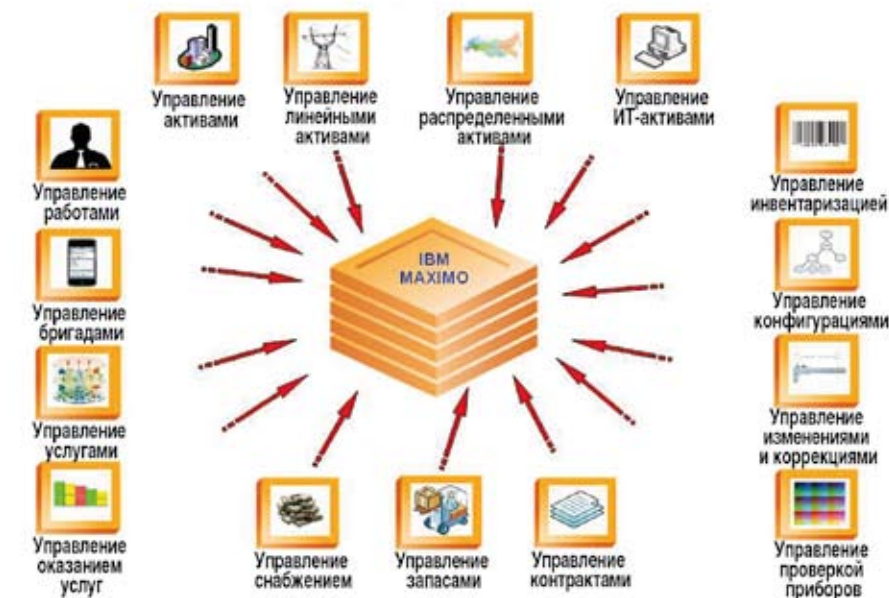 Управление
активами
Управление
линейными
активами
Управление
распределенными
активами
Управление
ИТ-активами
Управление
работами
Управление
бригадами
Управление
услугами
Управление
оказанием
услуг
IBM
MAXIMO
Управление
инвентаризацией
Управление
конфигурациями
Управление
изменениями
и коррекциями
Управление
проверкой
приборов
Управление
снабжением
Управление
запасами
Управление
контрактами